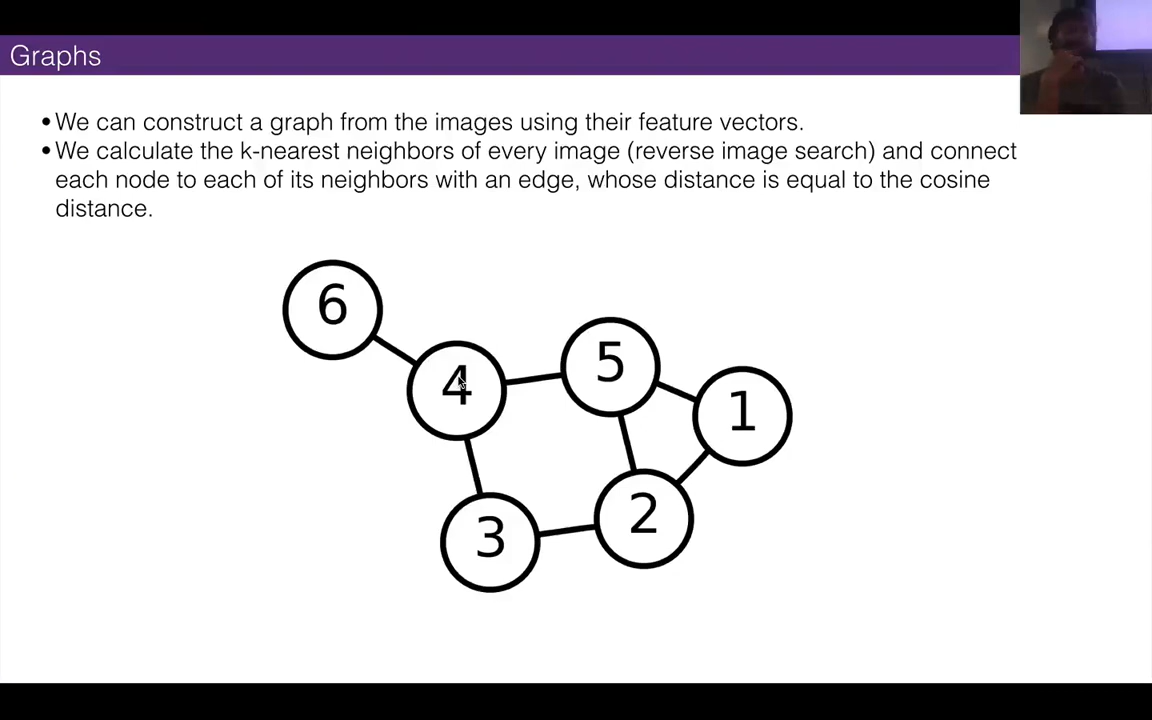 Graphs
•We can construct a graph from the images using their feature vectors.
•We calculate the k-nearest neighbors of every image (reverse image search) and connect
each node to each of its neighbors with an edge, whose distance is equal to the cosine
distance.
6
5
4
1
2
3